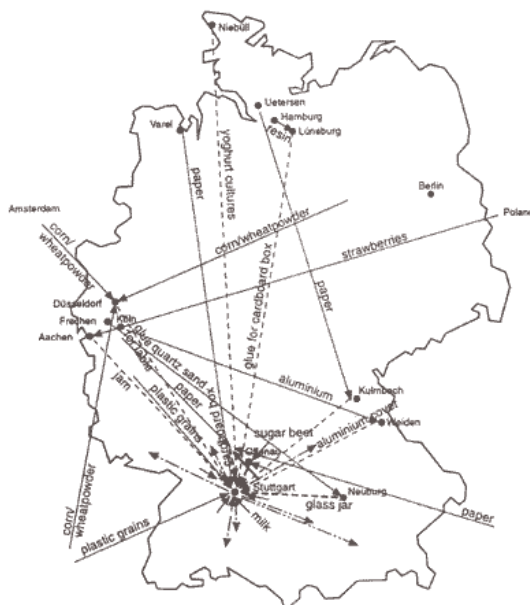 Niebüll
Uetersen
Hamburg
resin
Lüneburg
Varel
paper
yoghurt cultures
Berlin
Amsterdam
corn/
wheatpowder
corn/wheatpowder
Poland
strawberries
glue for cardboard box
paper
Düsseldorf
Frechen
Köln
Aachen
glue
quartz sand
for lable
jam
plastic grains
paper
aluminium
Kulmbach
aluminium cover
Weiden
sugar beet
Stuttgart
Neuburg
glass jar
milk
corn/
wheatpowder
plastic grains
paper